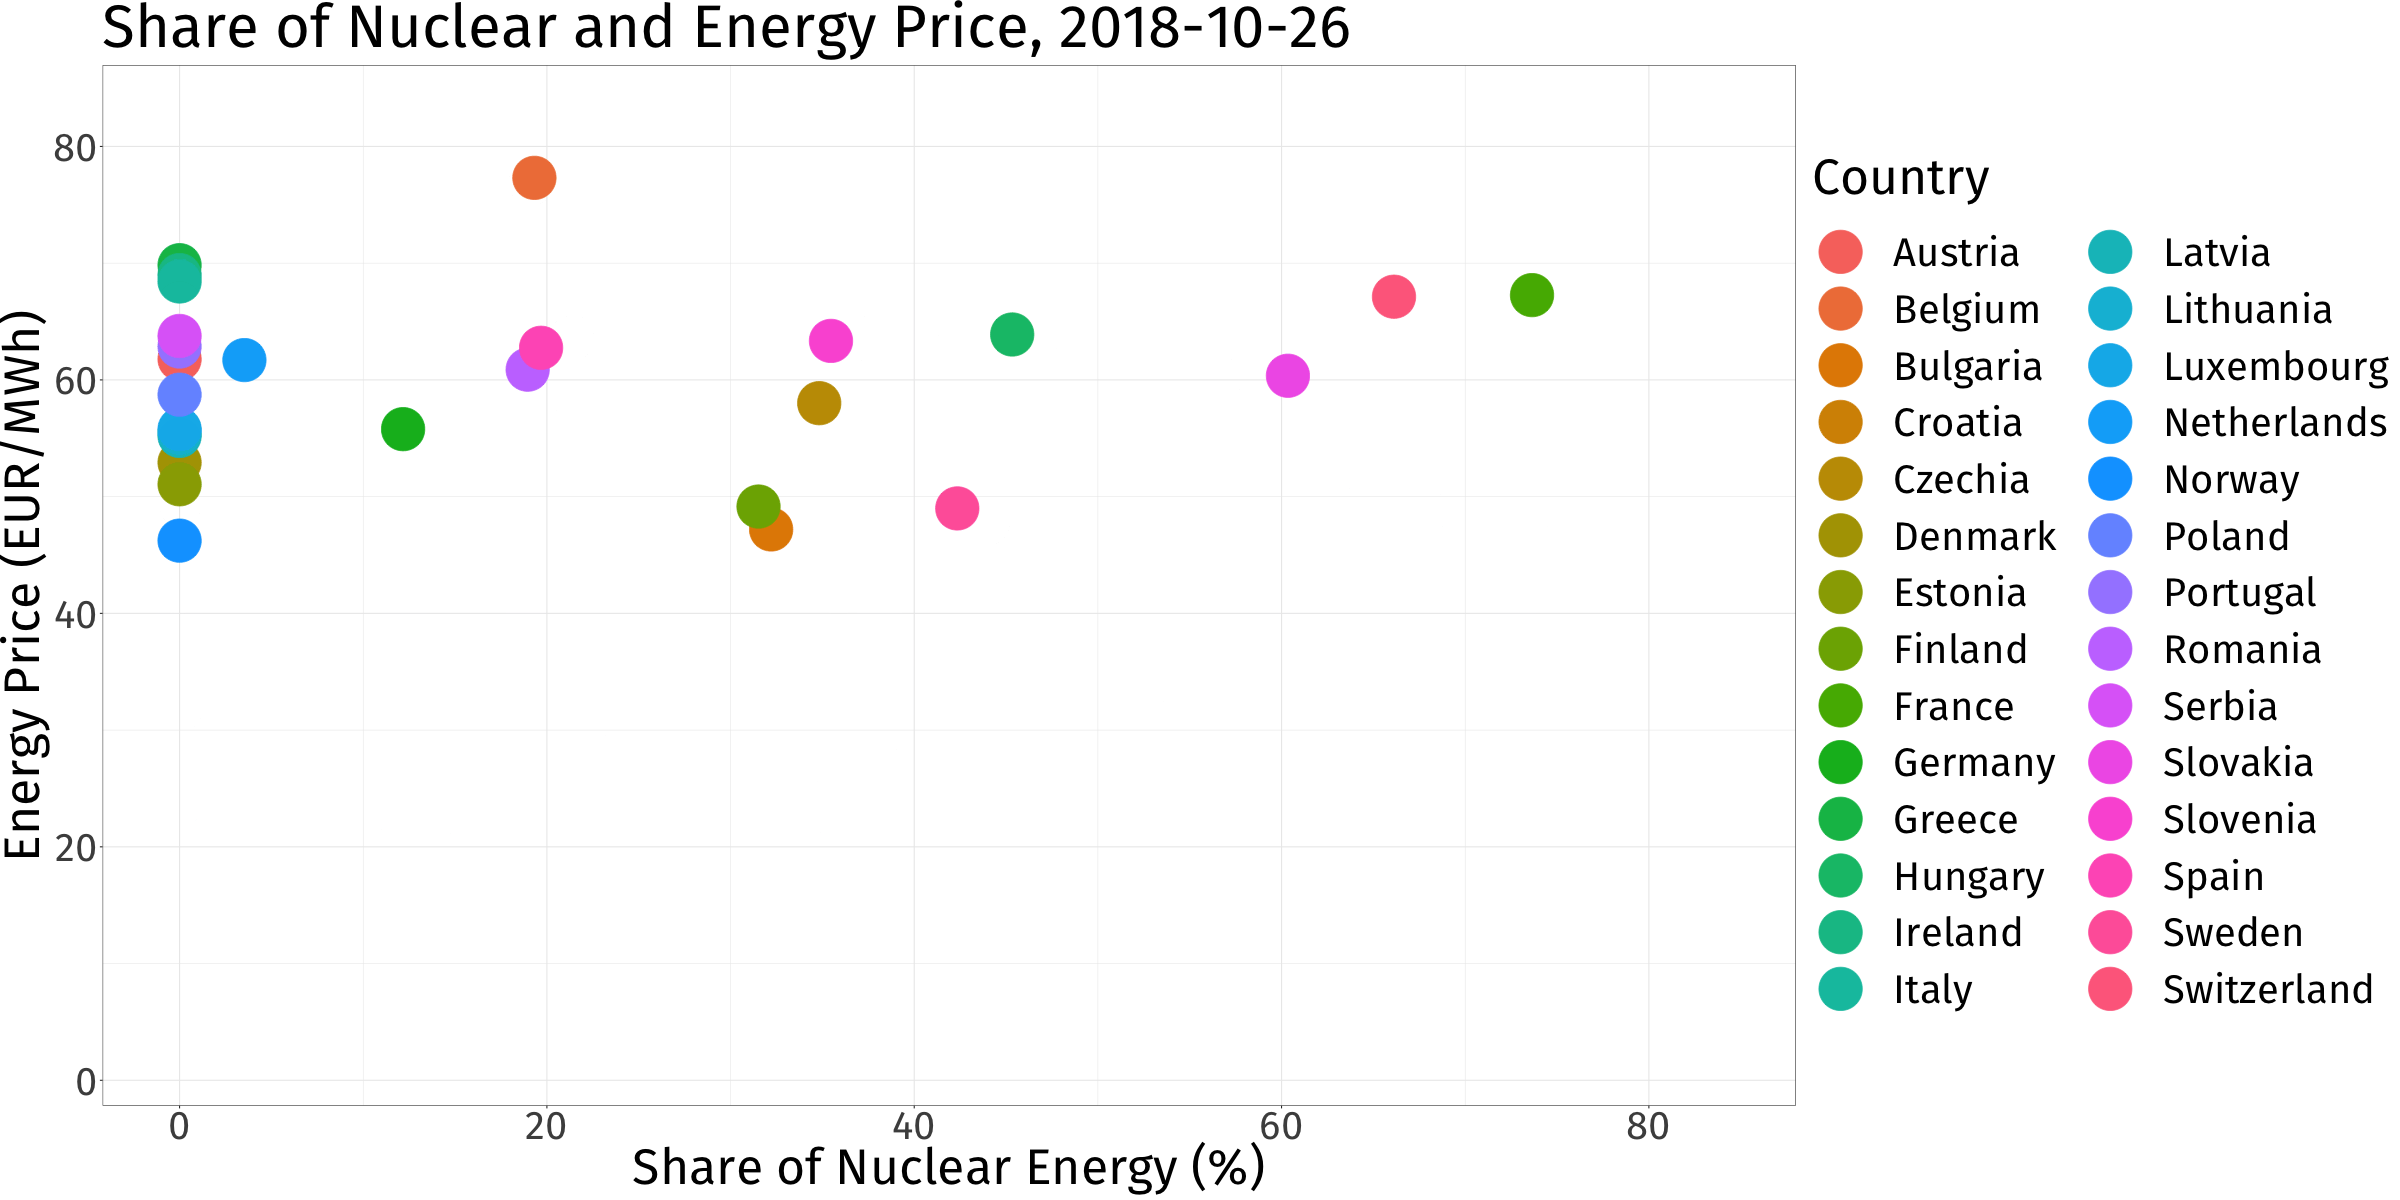 Share of Nuclear and Energy Price, 2018-10-26
Energy Price (EUR/MWh)
80
60
40
20
0
0 20 40 60 80
Share of Nuclear Energy (%)
Country
Austria
Belgium
Bulgaria
Croatia
Czechia
Denmark
Estonia
Finland
France
Germany
Greece
Hungary
Ireland
Italy
Latvia
Lithuania
Luxembourg
Netherlands
Norway
Poland
Portugal
Romania
Serbia
Slovakia
Slovenia
Spain
Sweden
Switzerland